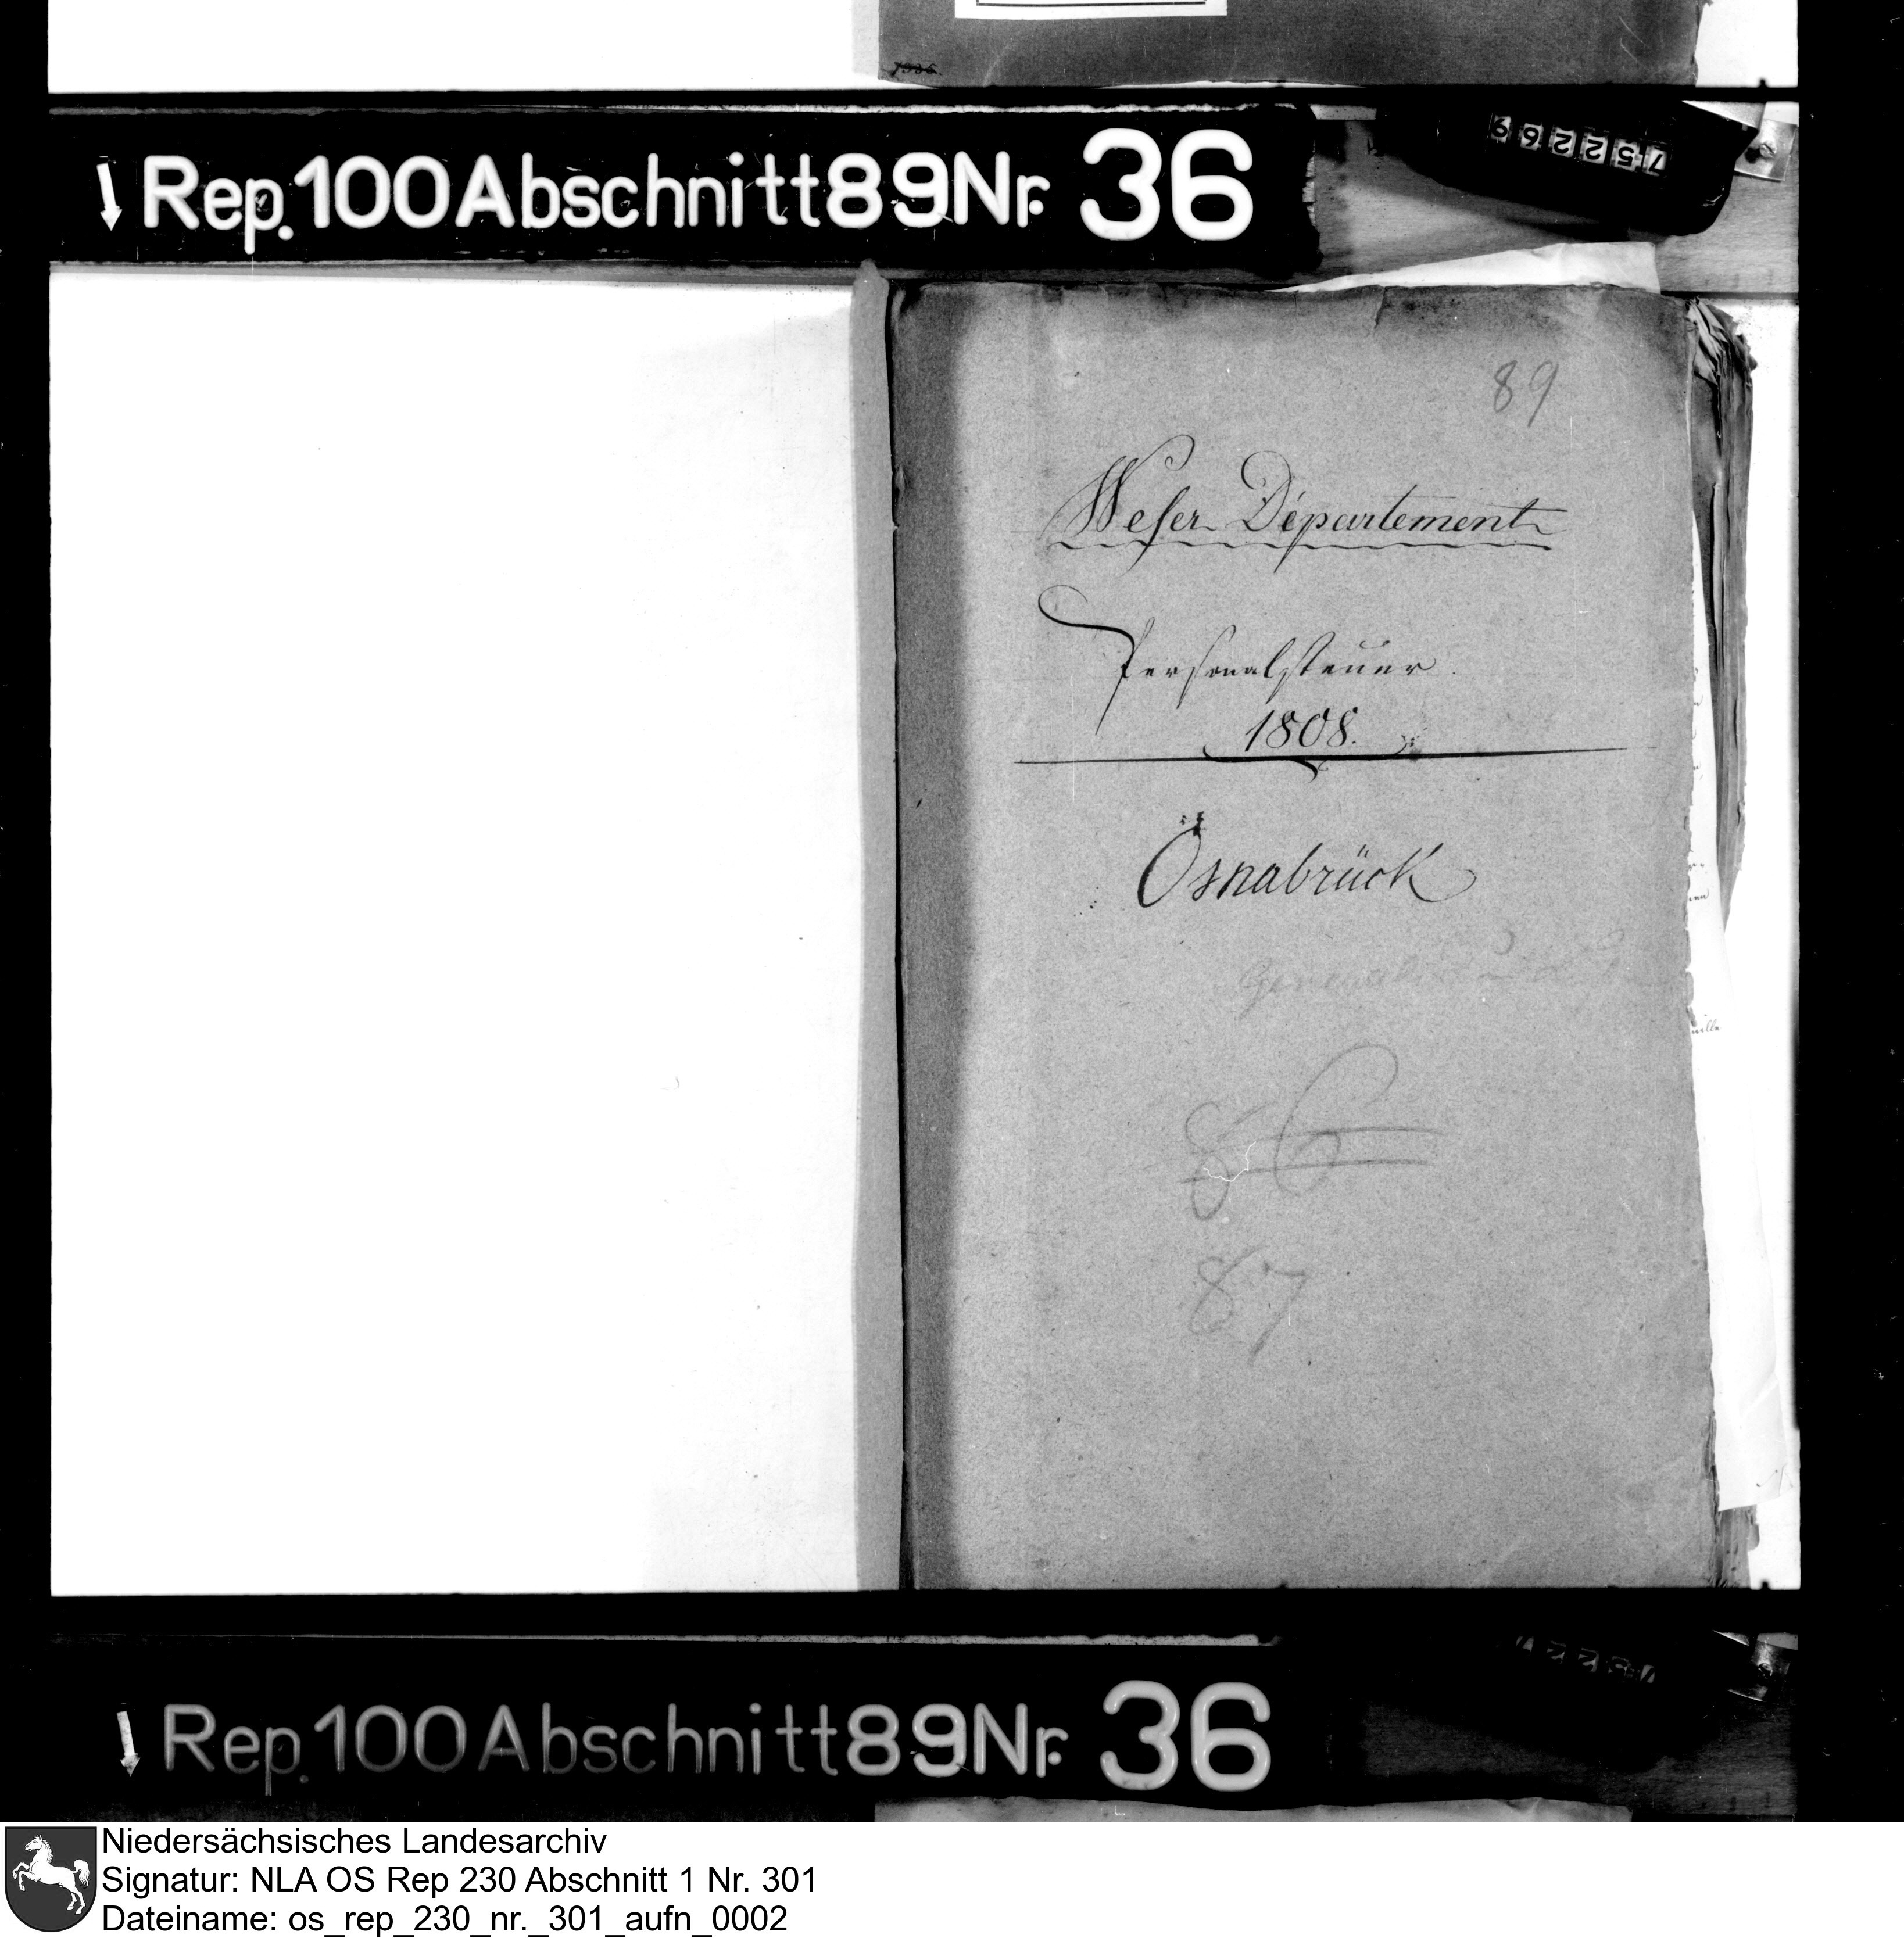 Rep. 100 Abschnitt 89 Nr. 36
752269
89
Weser Département
Personalsteuer.
1808.
Osnabrück
86
87
Rep. 100 Abschnitt 89 Nr. 36
Niedersächsisches Landesarchiv
Signatur: NLA OS Rep 230 Abschnitt 1 Nr. 301
Dateiname: os_rep_230_nr._301_aufn_0002